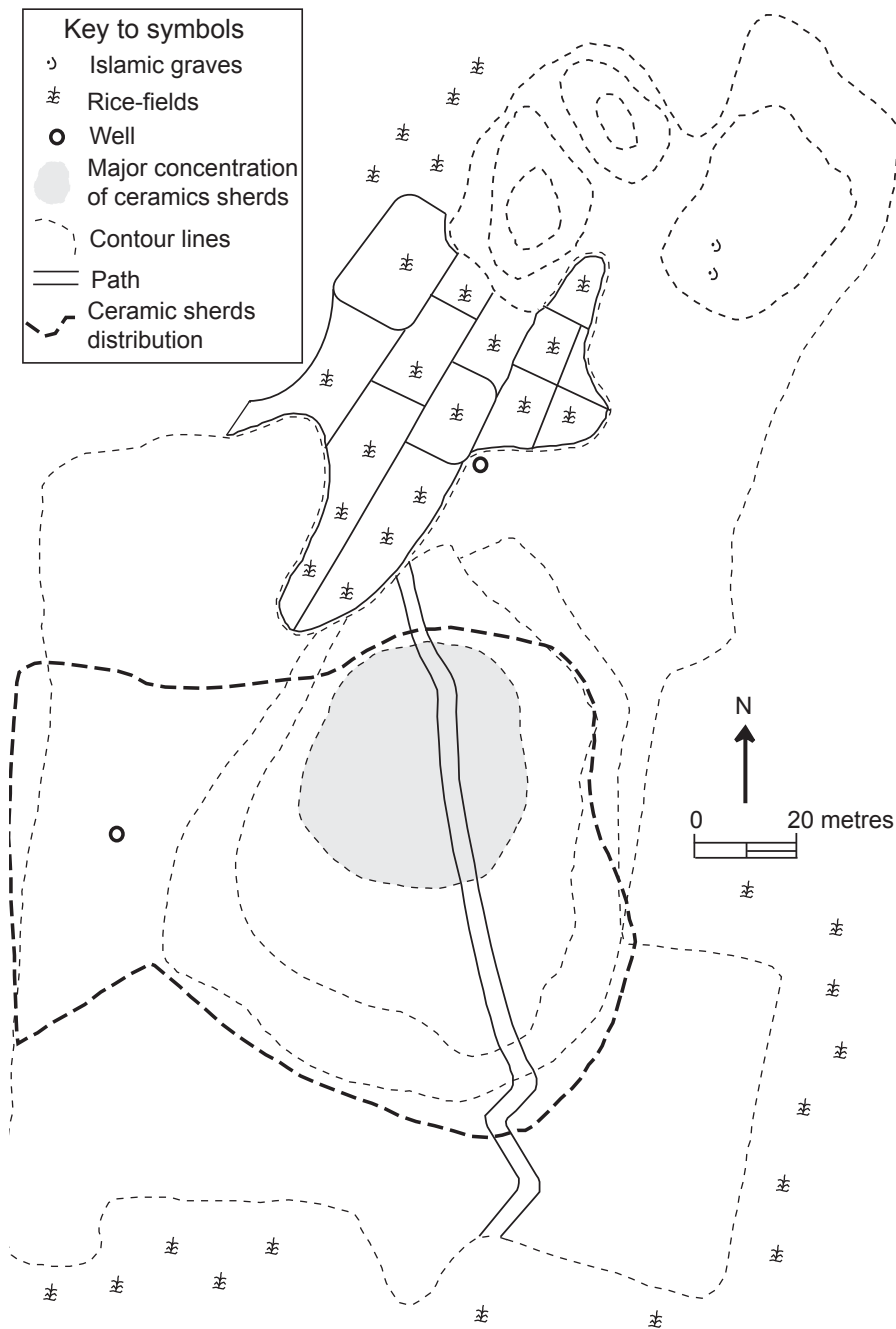 Key to symbols
Islamic graves
Rice-fields
Well
Major concentration
of ceramics sherds
Contour lines
Path
Ceramic sherds
distribution
N
0 20 metres